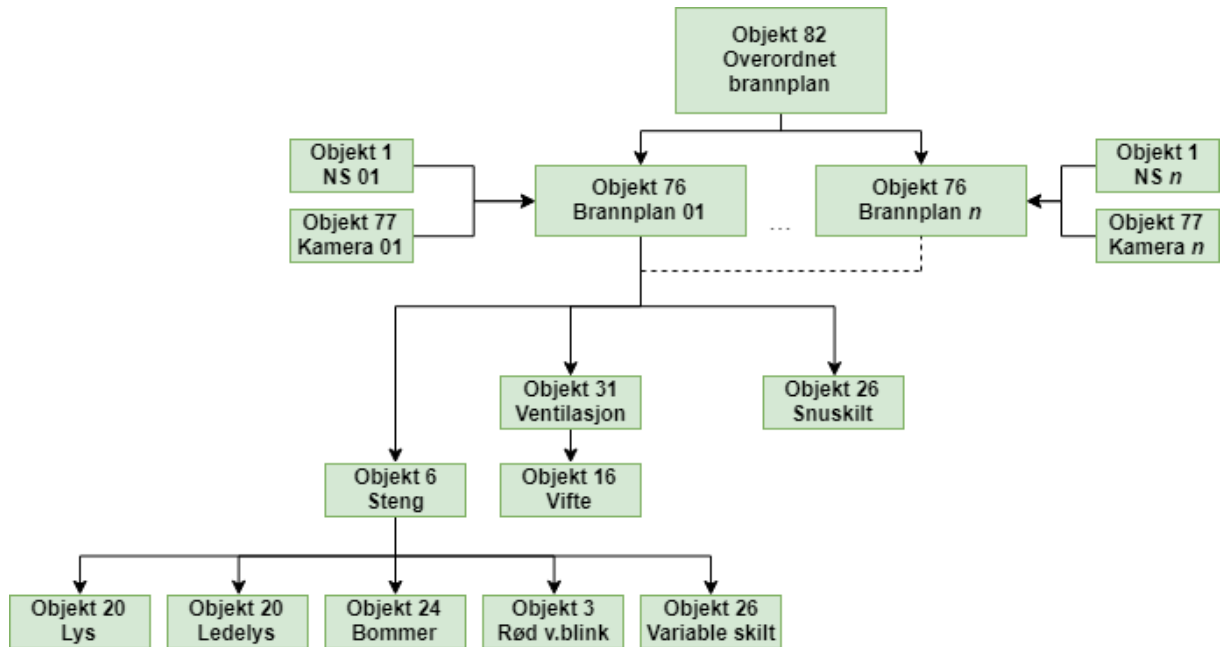 Objekt 82
Overordnet
brannplan
Objekt 1
NS 01
Objekt 77
Kamera 01
Objekt 76
Brannplan 01
...
Objekt 76
Brannplan n
Objekt 1
NS n
Objekt 77
Kamera n
Objekt 31
Ventilasjon
Objekt 26
Snuskilt
Objekt 6
Steng
Objekt 16
Vifte
Objekt 20
Lys
Objekt 20
Ledelys
Objekt 24
Bommer
Objekt 3
Rød v.blink
Objekt 26
Variable skilt